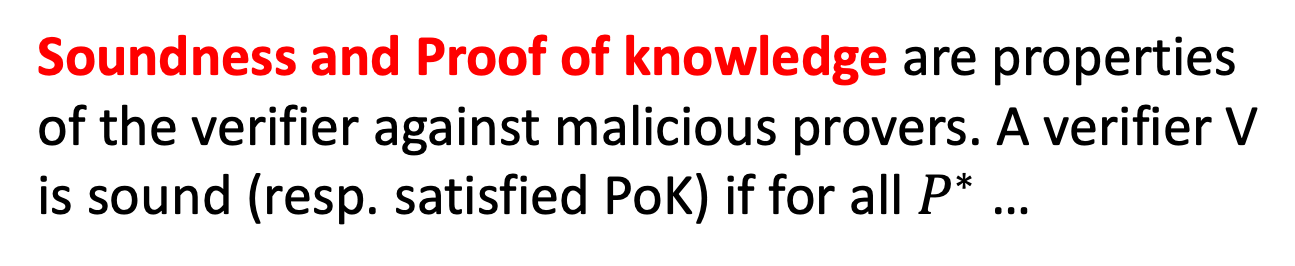 Soundness and Proof of knowledge are properties
of the verifier against malicious provers. A verifier V
is sound (resp. satisfied PoK) if for all P* ...